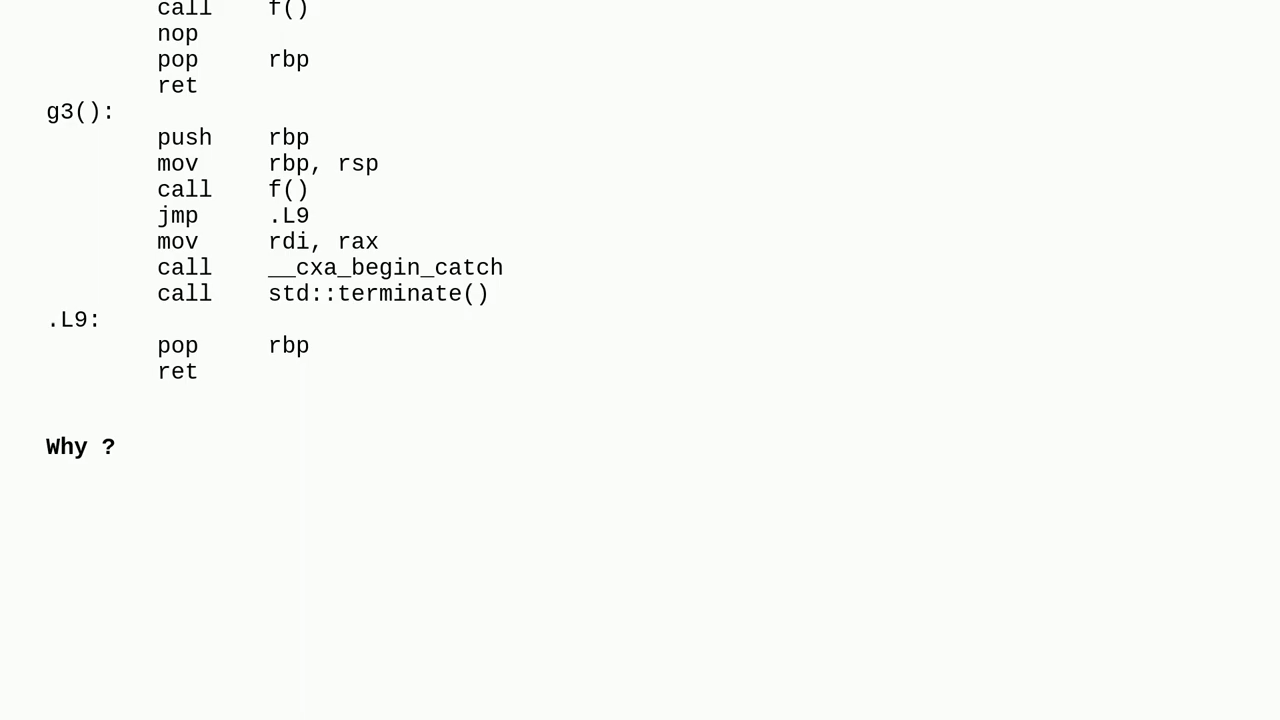 call    f()
nop
pop     rbp
ret
g3():
push    rbp
mov     rbp, rsp
call    f()
jmp     .L9
mov     rdi, rax
call    __cxa_begin_catch
call    std::terminate()
.L9:
pop     rbp
ret
Why ?